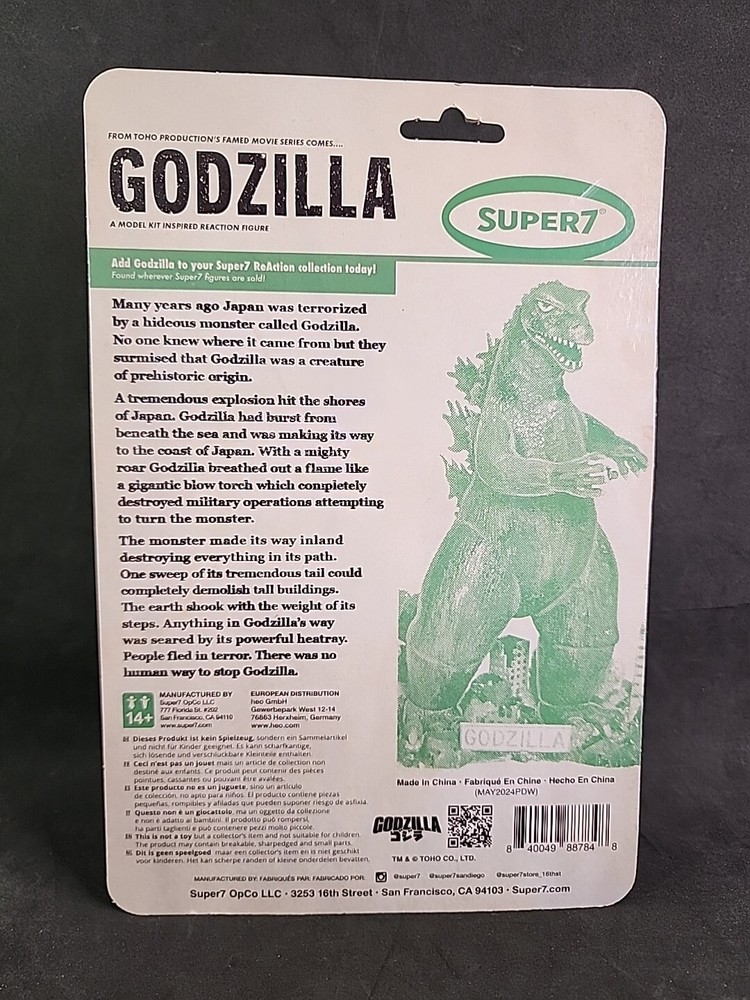 FROM TOHO PRODUCTION'S FAMED MOVIE SERIES COMES....
GODZILLA
A MODEL KIT INSPIRED REACTION FIGURE
SUPER7®
Add Godzilla to your Super7 ReAction collection today!
Found wherever Super7 figures are sold!
Many years ago Japan was terrorized
by a hideous monster called Godzilla.
No one knew where it came from but they
surmised that Godzilla was a creature
of prehistoric origin.
A tremendous explosion hit the shores
of Japan. Godzilla had burst from
beneath the sea and was making its way
to the coast of Japan. With a mighty
roar Godzilla breathed out a flame like
a gigantic blow torch which completely
destroyed military operations attempting
to turn the monster.
The monster made its way inland
destroying everything in its path.
One sweep of its tremendous tail could
completely demolish tall buildings.
The earth shook with the weight of its
steps. Anything in Godzilla's way
was seared by its powerful heatray.
People fled in terror. There was no
human way to stop Godzilla.
GODZILLA
14+
MANUFACTURED BY
Super7 OpCo LLC
777 Florida St. #202
San Francisco, CA 94110
www.super7.com
EUROPEAN DISTRIBUTION
heo GmbH
Gewerbepark West 12-14
76863 Herxheim, Germany
www.heo.com
DE Dieses Produkt ist kein Spielzeug, sondern ein Sammelartikel
und nicht für Kinder geeignet. Es kann scharfkantige,
sich lösende und verschluckbare Kleinteile enthalten.
FR Ceci n'est pas un jouet mais un article de collection non
destiné aux enfants. Ce produit peut contenir des pièces
pointues, cassantes ou pouvant être avalées.
ES Este producto no es un juguete, sino un artículo
de colección, no apto para niños. El producto contiene piezas
pequeñas, rompibles y afiladas que pueden suponer riesgo de asfixia.
IT Questo non è un giocattolo, ma un oggetto da collezione
e non è adatto ai bambini. Il prodotto può rompersi,
ha parti taglienti e può contenere pezzi molto piccole.
EN This is not a toy but a collector's item and not suitable for children.
The product may contain breakable, sharpedged and small parts.
NL Dit is geen speelgoed maar een collector's item en is niet geschikt
voor kinderen. Het kan scherpe randen of kleine onderdelen bevatten.
Made in China • Fabriqué En Chine • Hecho En China
(MAY2024PDW)
GODZILLA
ゴジラ
TM & © TOHO CO., LTD.
8 40049 88784 8
MANUFACTURED BY: FABRIQUÉS PAR: FABRICADO POR: @super7 @super7sandiego @super7store_16thst
Super7 OpCo LLC • 3253 16th Street • San Francisco, CA 94103 • Super7.com